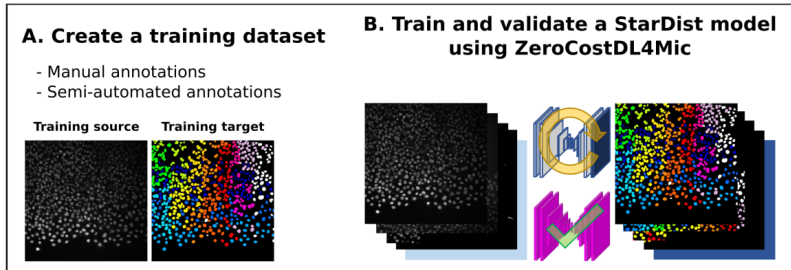 A. Create a training dataset
- Manual annotations
- Semi-automated annotations
Training source
Training target
B. Train and validate a StarDist model
using ZeroCostDL4Mic